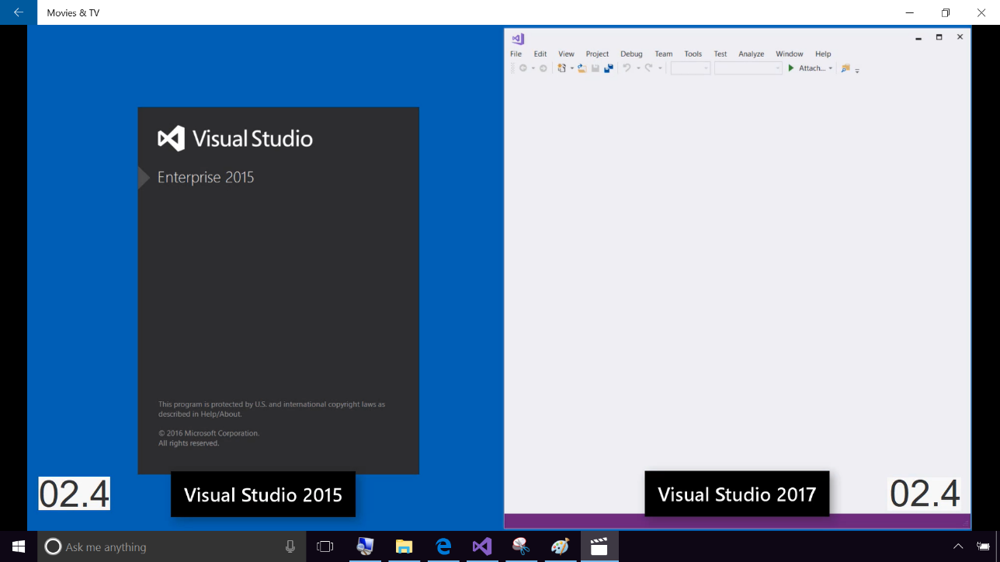 Movies & TV
Visual Studio
Enterprise 2015
This program is protected by U.S. and international copyright laws as
described in Help/About.
© 2016 Microsoft Corporation.
All rights reserved.
02.4
Visual Studio 2015
File Edit View Project Debug Team Tools Test Analyze Window Help
Attach...
Visual Studio 2017
02.4
Ask me anything